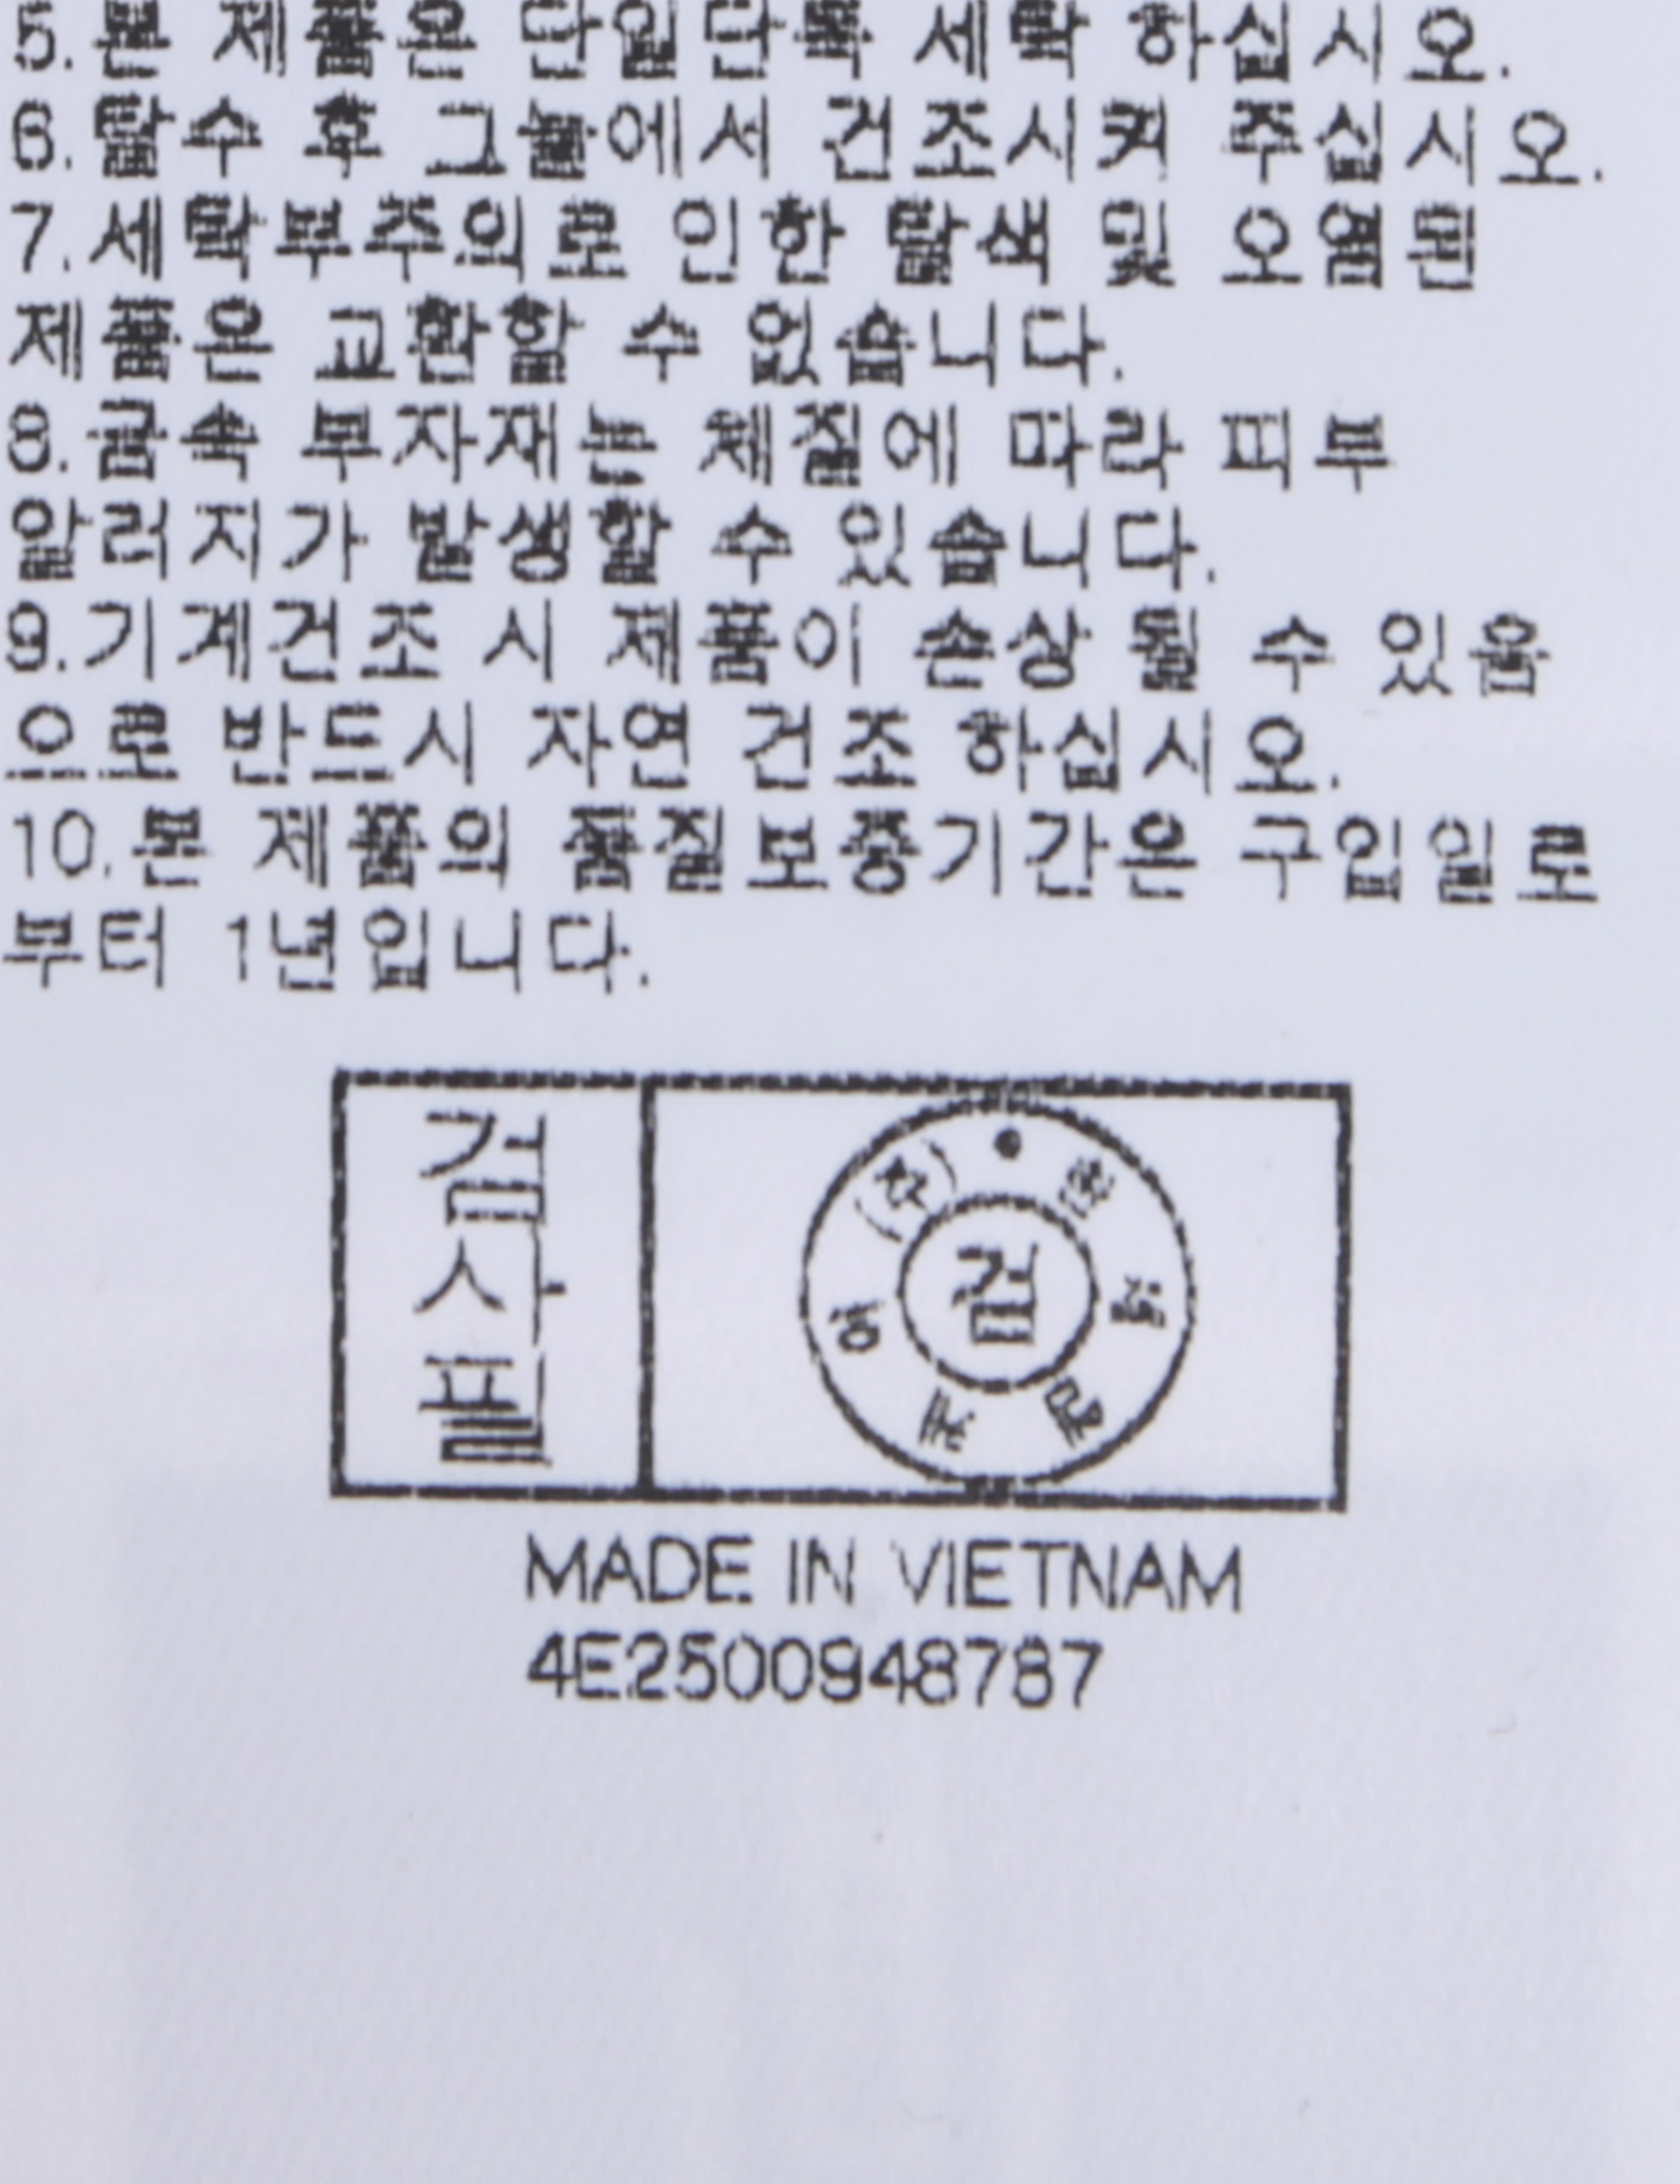 5.본 제품은 단일단독 세탁 하십시오.
6.탈수 후 그늘에서 건조시켜 주십시오.
7.세탁부주의로 인한 탈색 및 오염된
제품은 교환할 수 없습니다.
8.금속 부자재는 체질에 따라 피부
알러지가 발생할 수 있습니다.
9.기계건조 시 제품이 손상 될 수 있음
으로 반드시 자연 건조 하십시오.
10.본 제품의 품질보증기간은 구입일로
부터 1년입니다.
검
사
필
(주)
검
MADE IN VIETNAM
4E2500948787